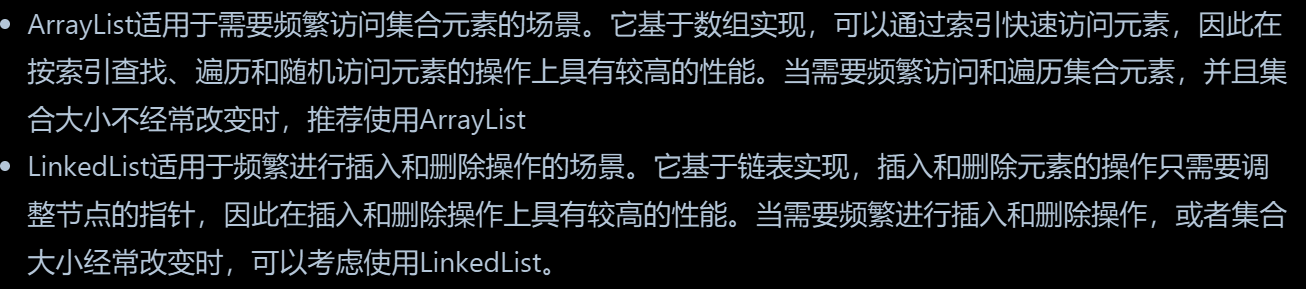 • ArrayList适用于需要频繁访问集合元素的场景。它基于数组实现，可以通过索引快速访问元素，因此在
按索引查找、遍历和随机访问元素的操作上具有较高的性能。当需要频繁访问和遍历集合元素，并且集
合大小不经常改变时，推荐使用ArrayList
• LinkedList适用于频繁进行插入和删除操作的场景。它基于链表实现，插入和删除元素的操作只需要调
整节点的指针，因此在插入和删除操作上具有较高的性能。当需要频繁进行插入和删除操作，或者集合
大小经常改变时，可以考虑使用LinkedList。